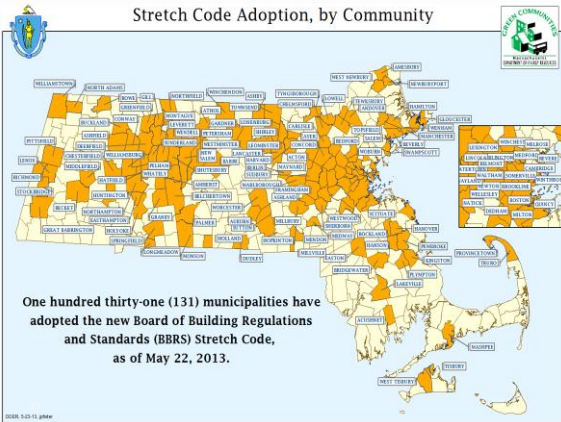 Stretch Code Adoption, by Community
GREEN COMMUNITIES
AMESBURY
WEST NEWBURY
NEWBURYPORT
WILLIAMSTOWN
NORTH ADAMS
ROWE
GILL
NORTHFIELD
WINCHENDON
ASHBY
TYNGSBOROUGH
LOWELL
TEWKSBURY
ANDOVER
HAMILTON
GREENFIELD
ATHOL
TOWNSEND
CHELMSFORD
GLOUCESTER
BUCKLAND
CONWAY
MONTAGUE
LEVERETT
GARDNER
LUNENBURG
CARLISLE
TOPSFIELD
WENHAM
MANCHESTER
ASHFIELD
WENDELL
PETERSHAM
SHIRLEY
AYER
SALEM
BEVERLY
PITTSFIELD
DEERFIELD
SUNDERLAND
WESTMINSTER
LEOMINSTER
CONCORD
BEDFORD
WOBURN
SWAMPSCOTT
CHESTERFIELD
WILLIAMSBURG
NEW SALEM
LANCASTER
HARVARD
ACTON
LENOX
MIDDLEFIELD
PELHAM
SHUTESBURY
BARRE
BERLIN
MAYNARD
RICHMOND
WHATELY
SUDBURY
STOCKBRIDGE
HATFIELD
AMHERST
MARLBOROUGH
FRAMINGHAM
HUNTINGTON
BELCHERTOWN
ASHLAND
BECKET
NORTHAMPTON
WORCESTER
WESTWOOD
SCITUATE
EASTHAMPTON
GRANBY
PALMER
AUBURN
MILLBURY
SHERBORN
GREAT BARRINGTON
HOLYOKE
SUTTON
MEDWAY
ROCKLAND
HANOVER
SPRINGFIELD
HOLLAND
HOPKINTON
MENDON
HANSON
PEMBROKE
LONGMEADOW
MONSON
DUDLEY
MILLVILLE
EASTON
KINGSTON
BRIDGEWATER
PLYMPTON
LAKEVILLE
PROVINCETOWN
TRURO
ACUSHNET
MASHPEE
WEST TISBURY
TISBURY
LEXINGTON
WINCHESTER
MELROSE
LINCOLN
ARLINGTON
MEDFORD
REVERE
BELMONT
CAMBRIDGE
WALTHAM
SOMERVILLE
WINTHROP
NEWTON
BROOKLINE
WELLESLEY
BOSTON
NATICK
QUINCY
DEDHAM
MILTON
One hundred thirty-one (131) municipalities have
adopted the new Board of Building Regulations
and Standards (BBRS) Stretch Code,
as of May 22, 2013.